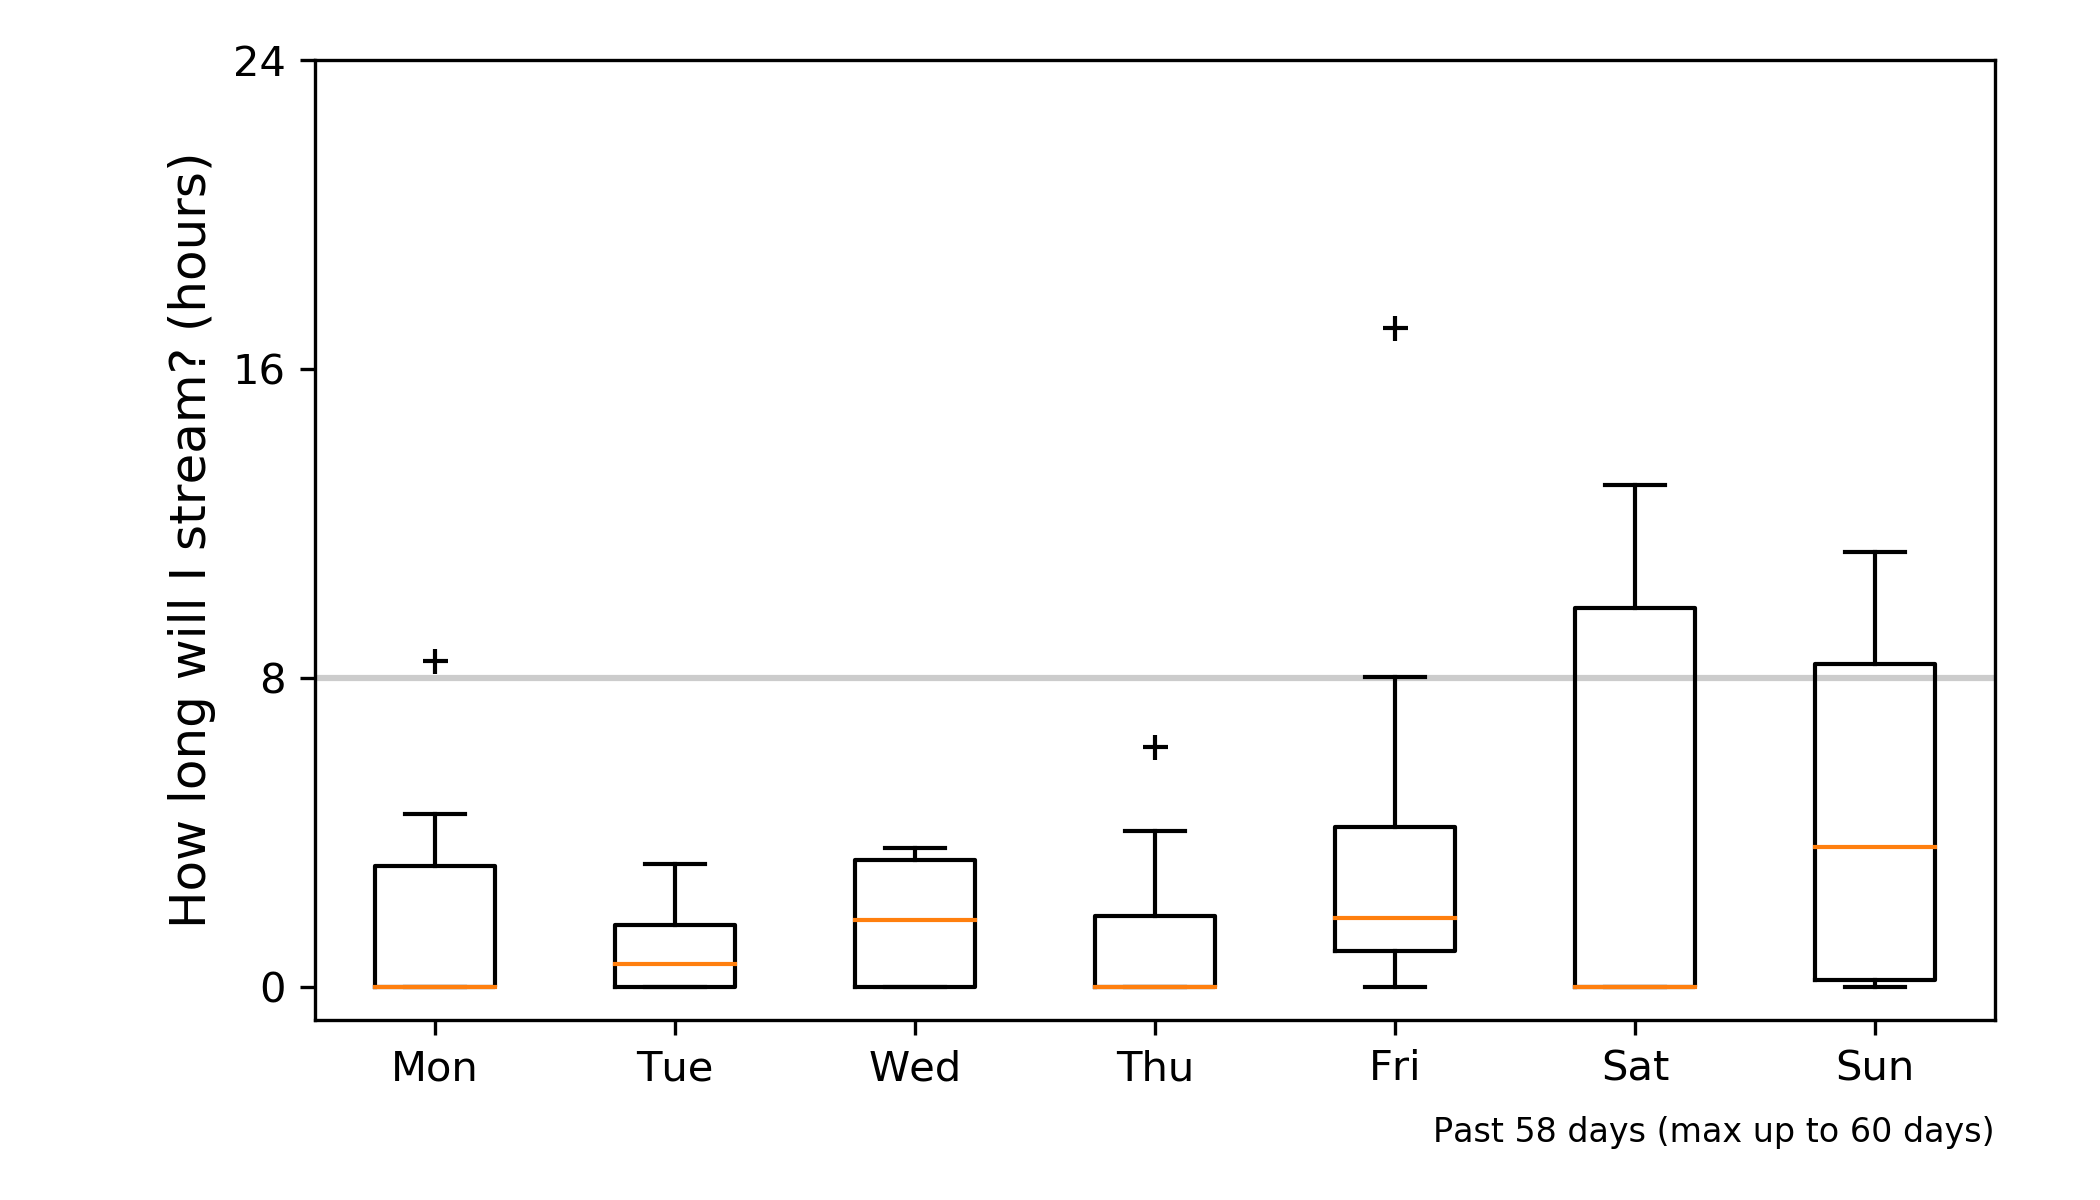 How long will I stream? (hours)
24
16
8
0
Mon Tue Wed Thu Fri Sat Sun
Past 58 days (max up to 60 days)